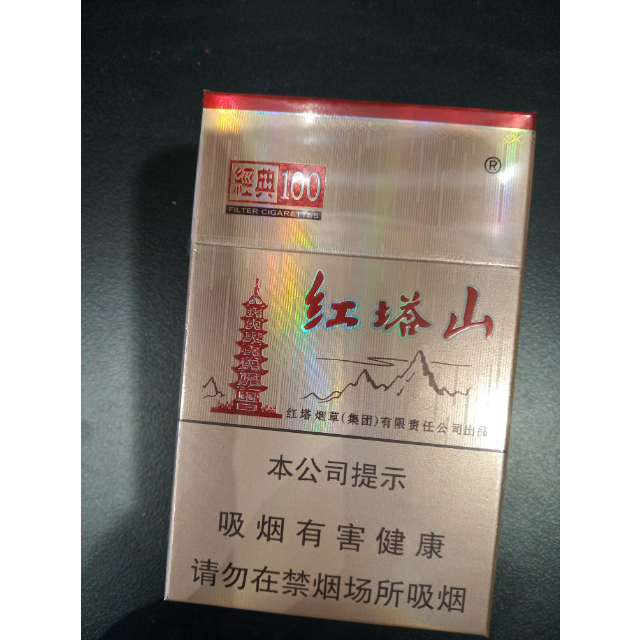 經典100
FILTER CIGARETTES
®
红塔山
红塔烟草(集团)有限责任公司出品
本公司提示
吸烟有害健康
请勿在禁烟场所吸烟